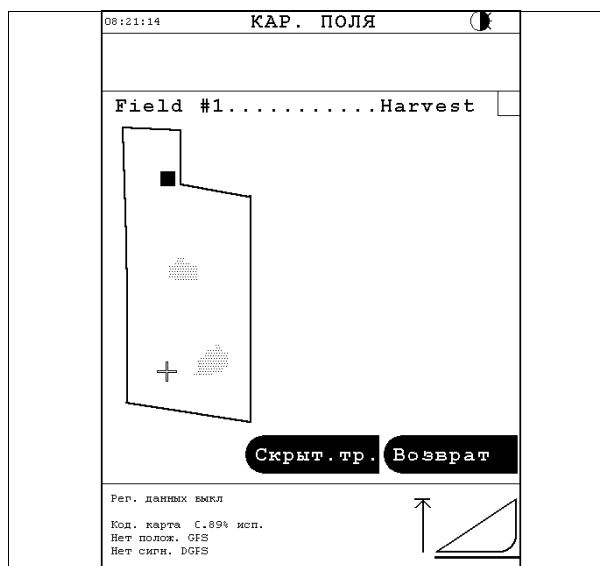 08:21:14 КАР. ПОЛЯ
Field #1...........Harvest
Скрыт.тр. Возврат
Рег. данных выкл
Код. карта C.89% исп.
Нет полож. GPS
Нет сигн. DGPS